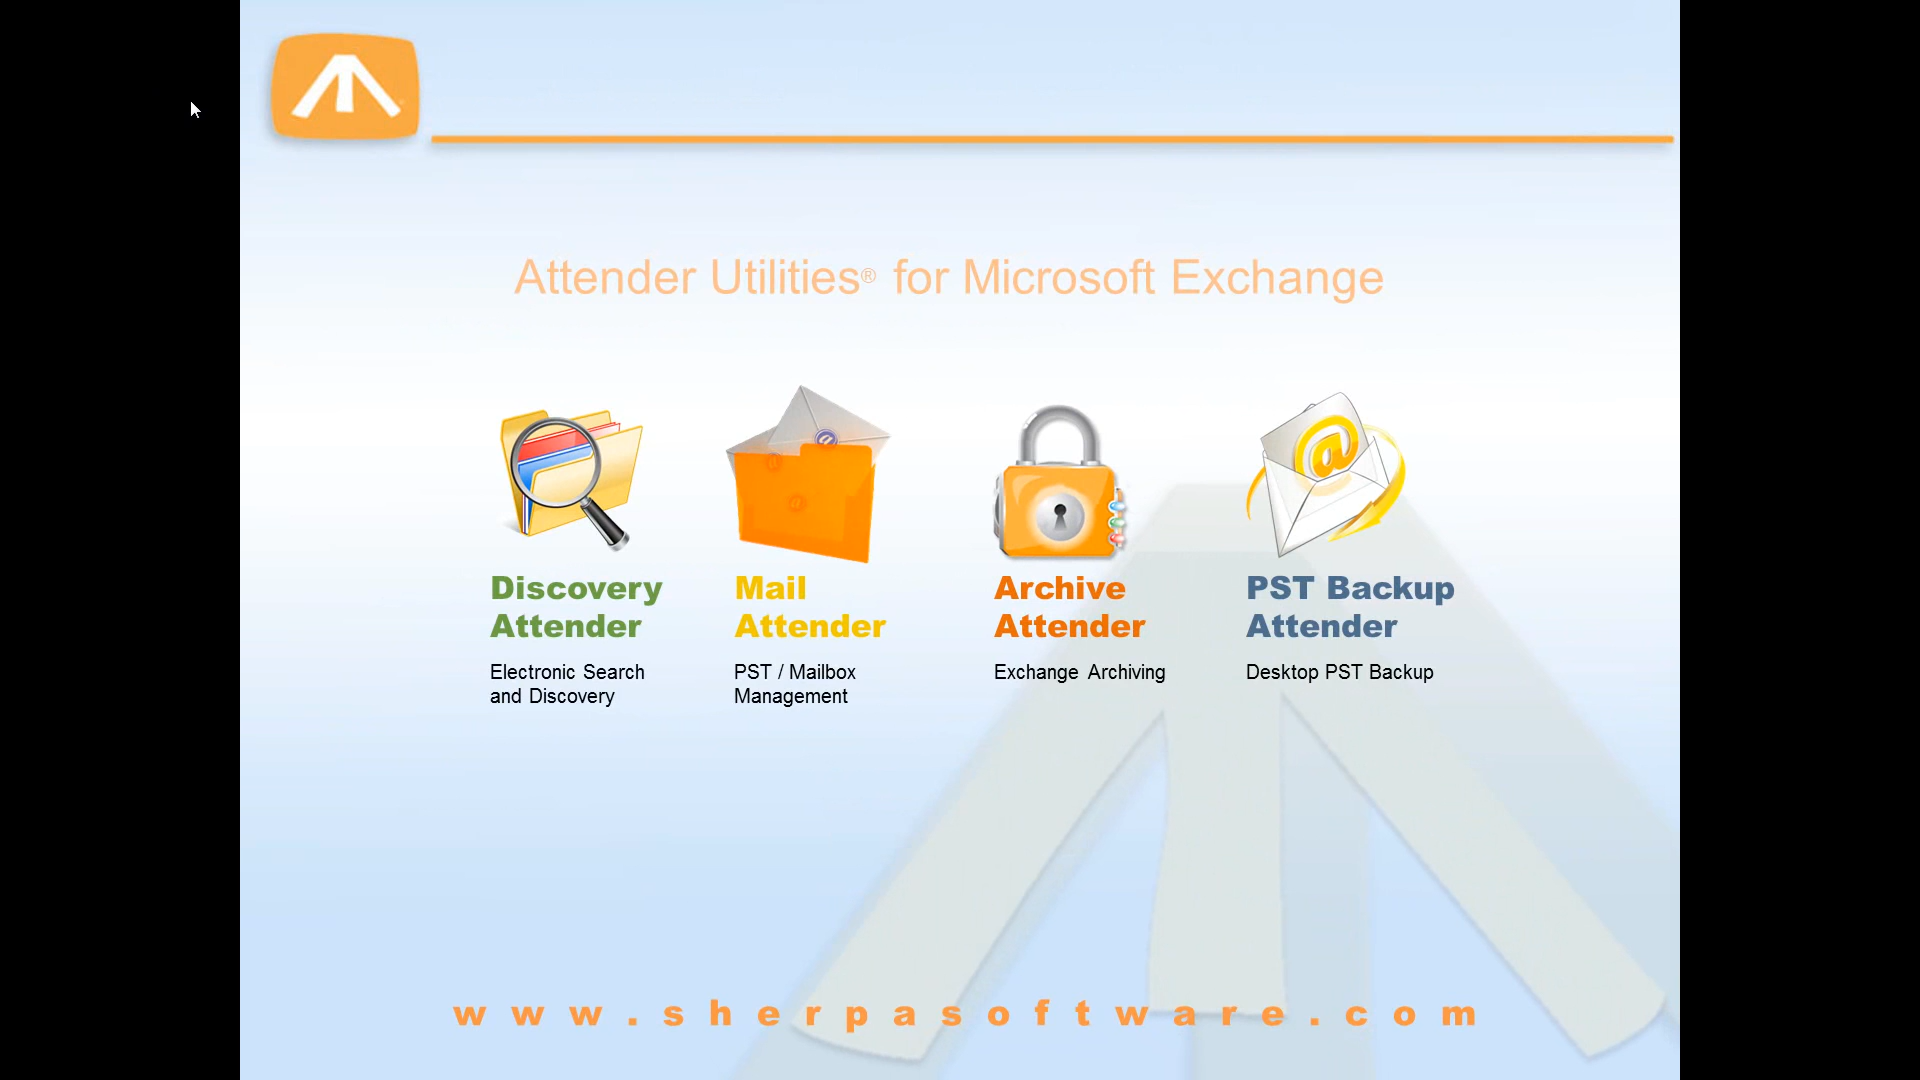 Attender Utilities® for Microsoft Exchange
Discovery
Attender
Electronic Search
and Discovery
Mail
Attender
PST / Mailbox
Management
Archive
Attender
Exchange Archiving
PST Backup
Attender
Desktop PST Backup
www.sherpasoftware.com